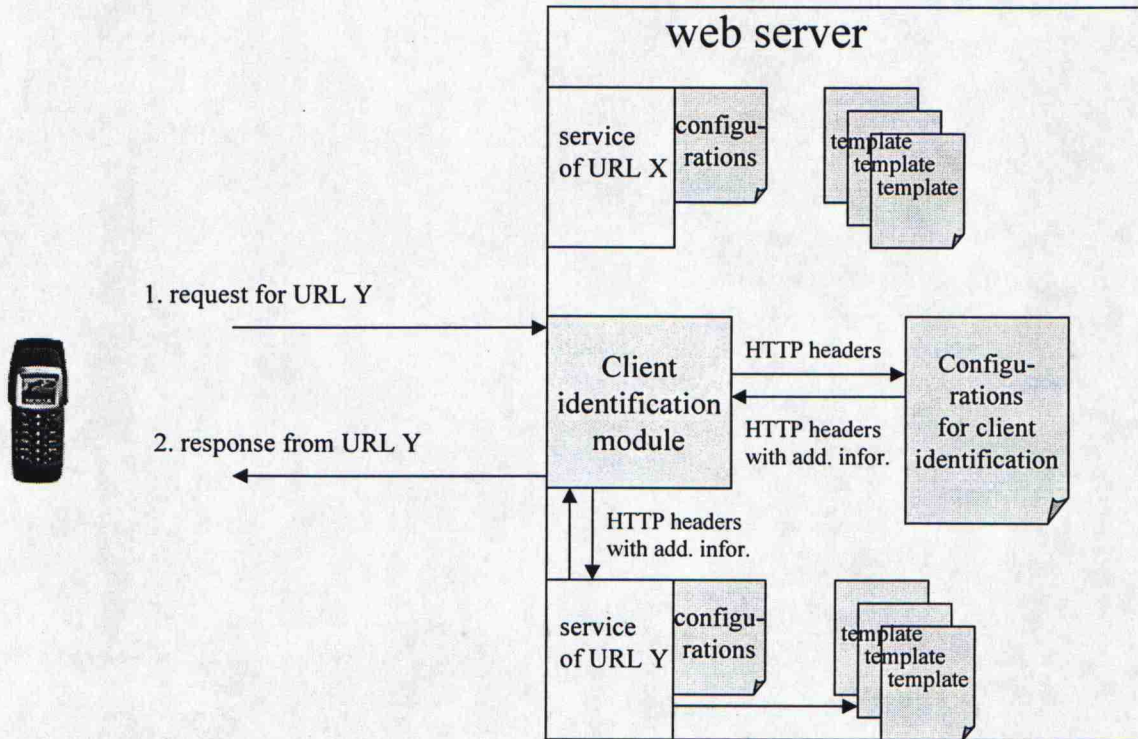 web server
service
of URL X
configu-
rations
template
template
template
1. request for URL Y
Client
identification
module
HTTP headers
HTTP headers
with add. infor.
Configu-
rations
for client
identification
2. response from URL Y
HTTP headers
with add. infor.
service
of URL Y
configu-
rations
template
template
template